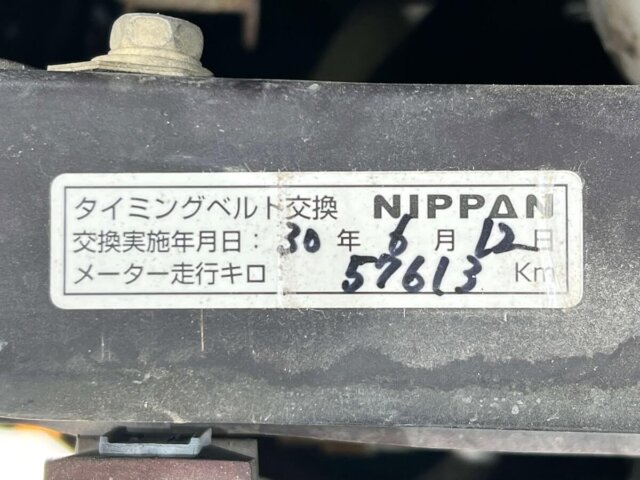 タイミングベルト交換 NIPPAN
交換実施年月日: 30 年 6 月 12 日
メーター走行キロ 57613 Km